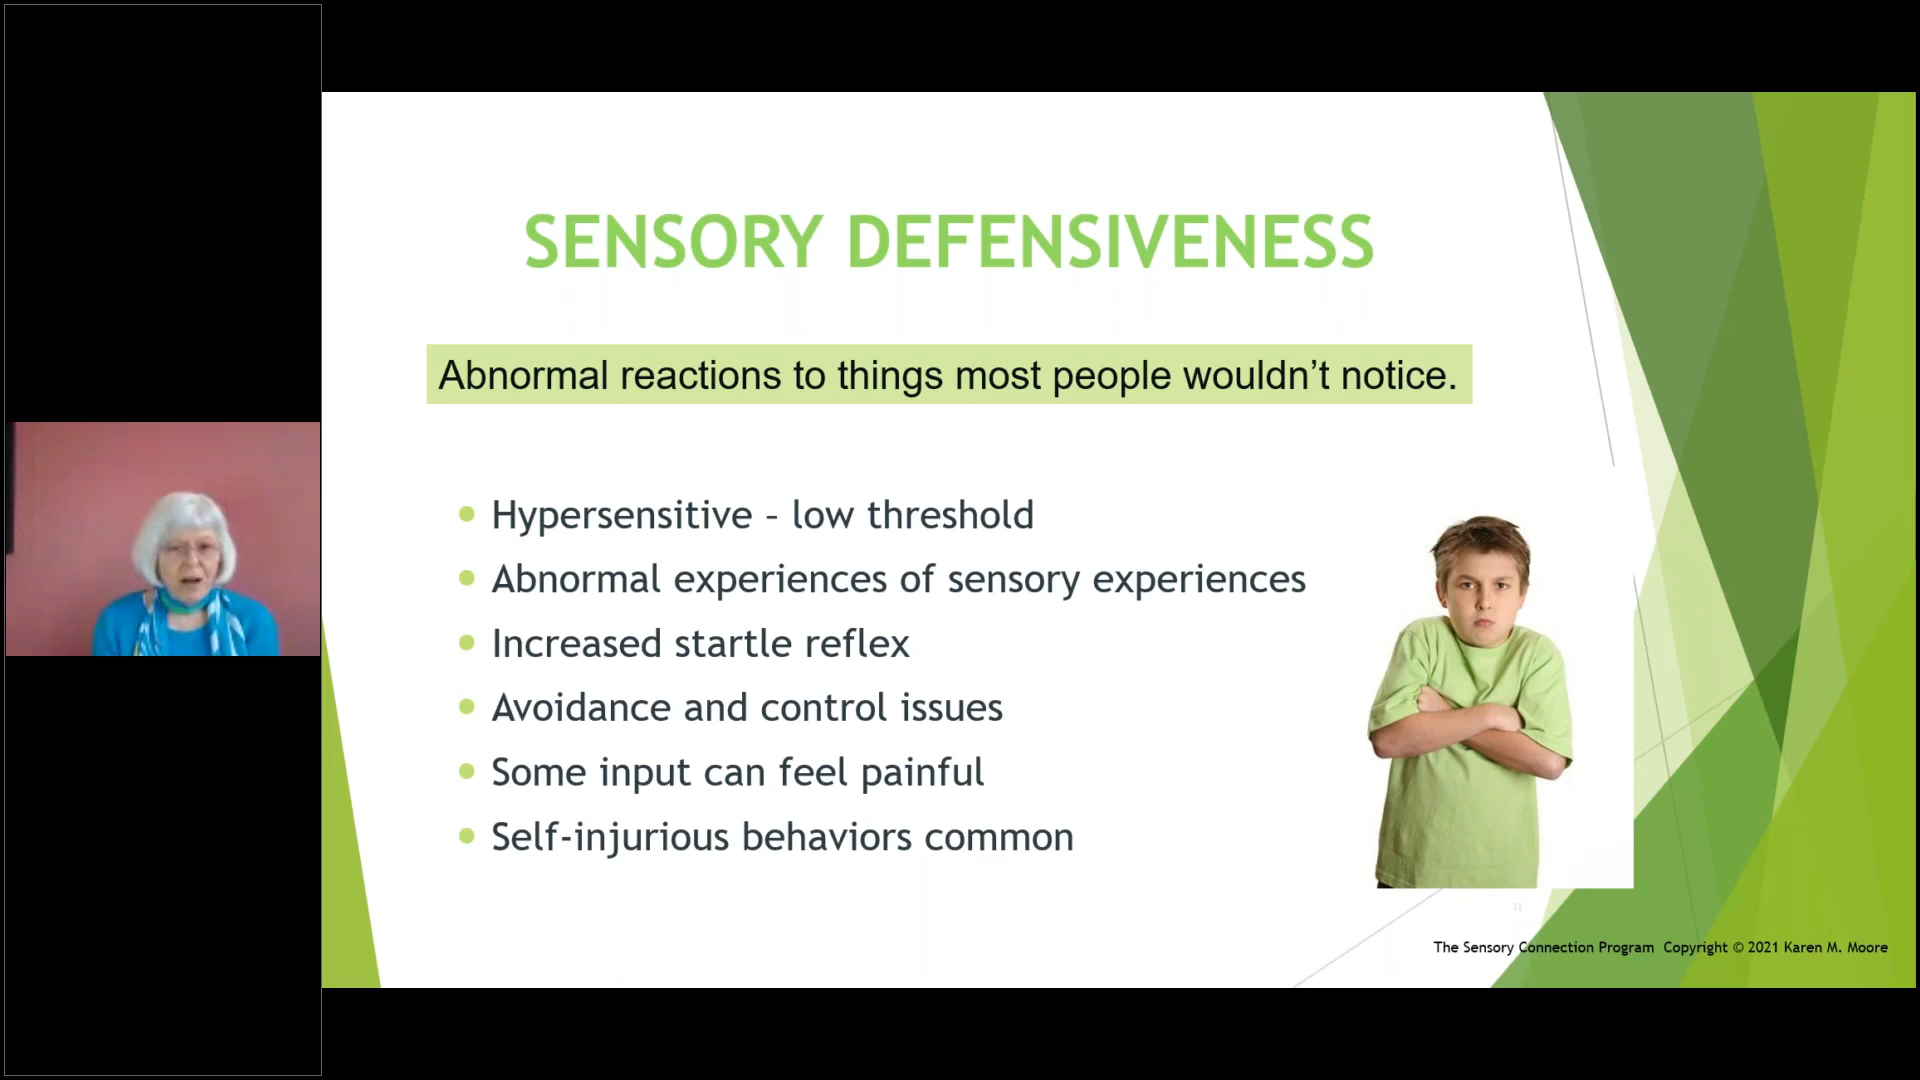 SENSORY DEFENSIVENESS
Abnormal reactions to things most people wouldn’t notice.
• Hypersensitive – low threshold
• Abnormal experiences of sensory experiences
• Increased startle reflex
• Avoidance and control issues
• Some input can feel painful
• Self-injurious behaviors common
11
The Sensory Connection Program Copyright © 2021 Karen M. Moore